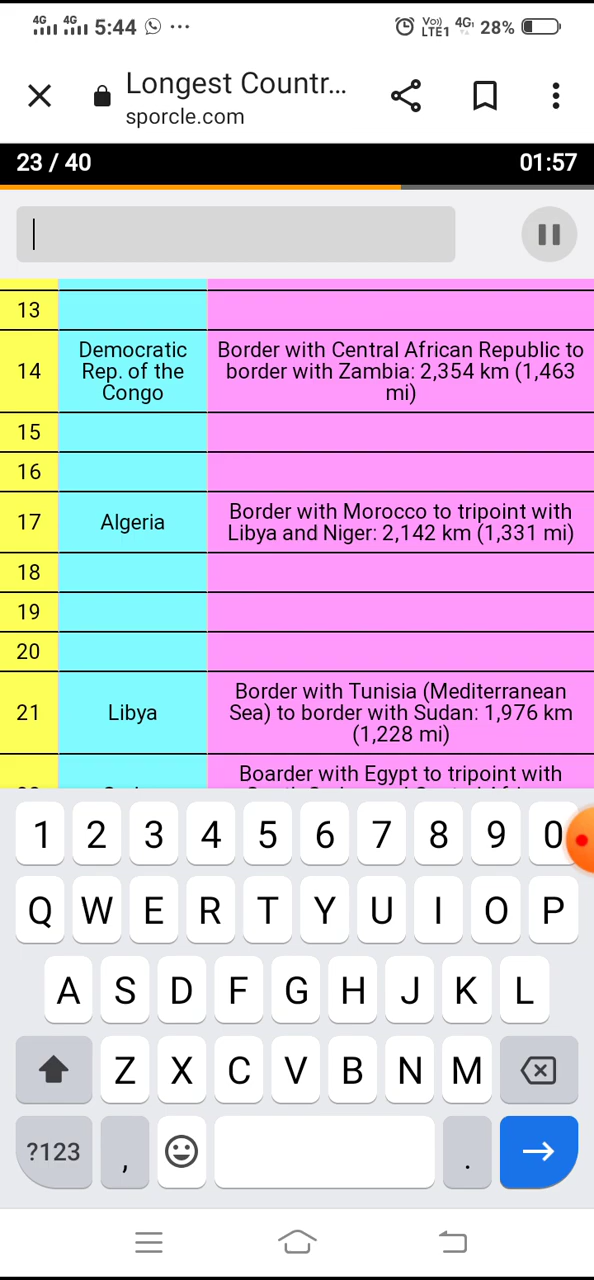 4G 4G 5:44 ... Vo)) LTE1 4G 28%
Longest Countr...
sporcle.com
23 / 40 01:57
13
14 Democratic Rep. of the Congo Border with Central African Republic to border with Zambia: 2,354 km (1,463 mi)
15
16
17 Algeria Border with Morocco to tripoint with Libya and Niger: 2,142 km (1,331 mi)
18
19
20
21 Libya Border with Tunisia (Mediterranean Sea) to border with Sudan: 1,976 km (1,228 mi)
Boarder with Egypt to tripoint with
1 2 3 4 5 6 7 8 9 0
Q W E R T Y U I O P
A S D F G H J K L
Z X C V B N M
?123 , .